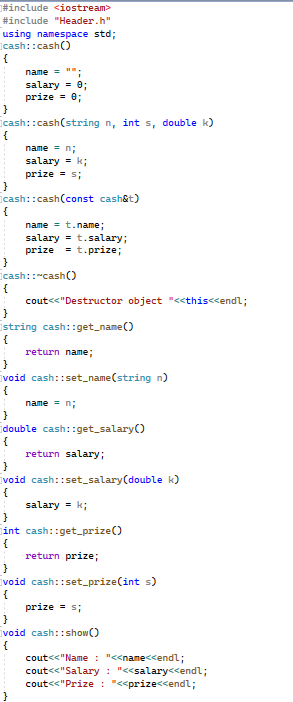 #include <iostream>
#include "Header.h"
using namespace std;
cash::cash()
{
name = "";
salary = 0;
prize = 0;
}
cash::cash(string n, int s, double k)
{
name = n;
salary = k;
prize = s;
}
cash::cash(const cash&t)
{
name = t.name;
salary = t.salary;
prize  = t.prize;
}
cash::~cash()
{
cout<<"Destructor object "<<this<<endl;
}
string cash::get_name()
{
return name;
}
void cash::set_name(string n)
{
name = n;
}
double cash::get_salary()
{
return salary;
}
void cash::set_salary(double k)
{
salary = k;
}
int cash::get_prize()
{
return prize;
}
void cash::set_prize(int s)
{
prize = s;
}
void cash::show()
{
cout<<"Name : "<<name<<endl;
cout<<"Salary : "<<salary<<endl;
cout<<"Prize : "<<prize<<endl;
}